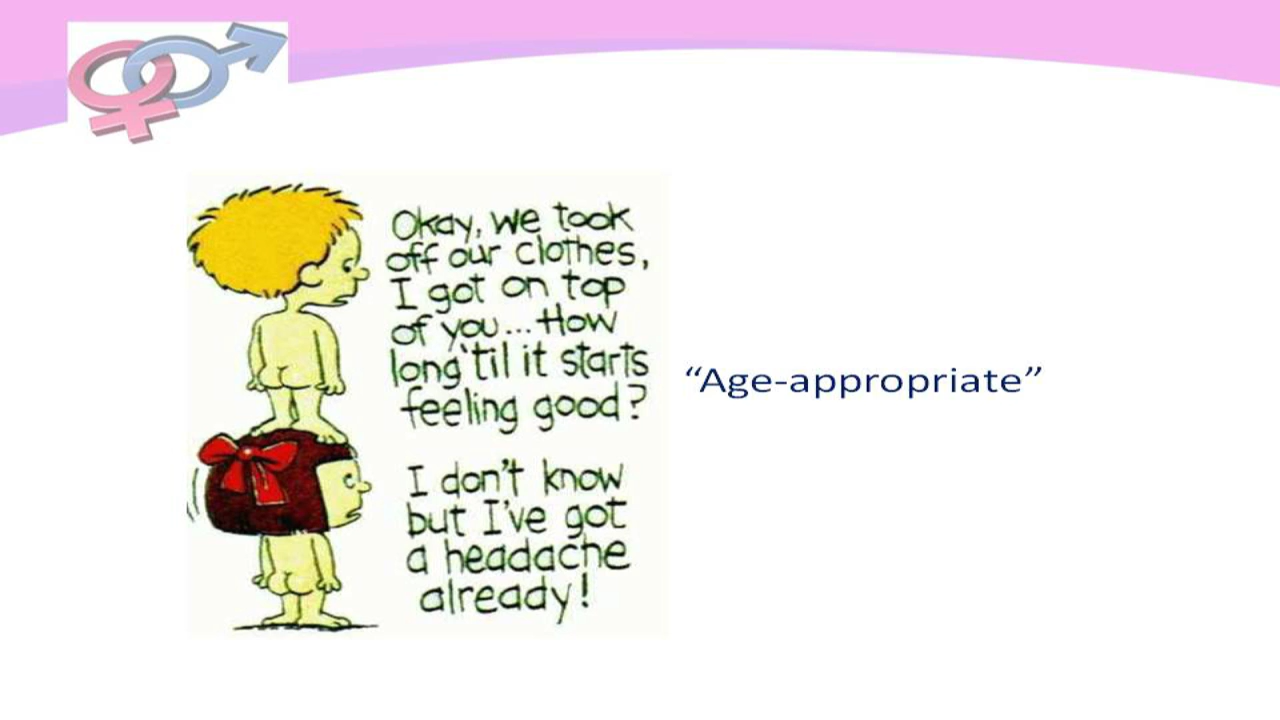 Okay, we took
off our clothes,
I got on top
of you... How
long 'til it starts
feeling good?
I don't know
but I've got
a headache
already!
“Age-appropriate”